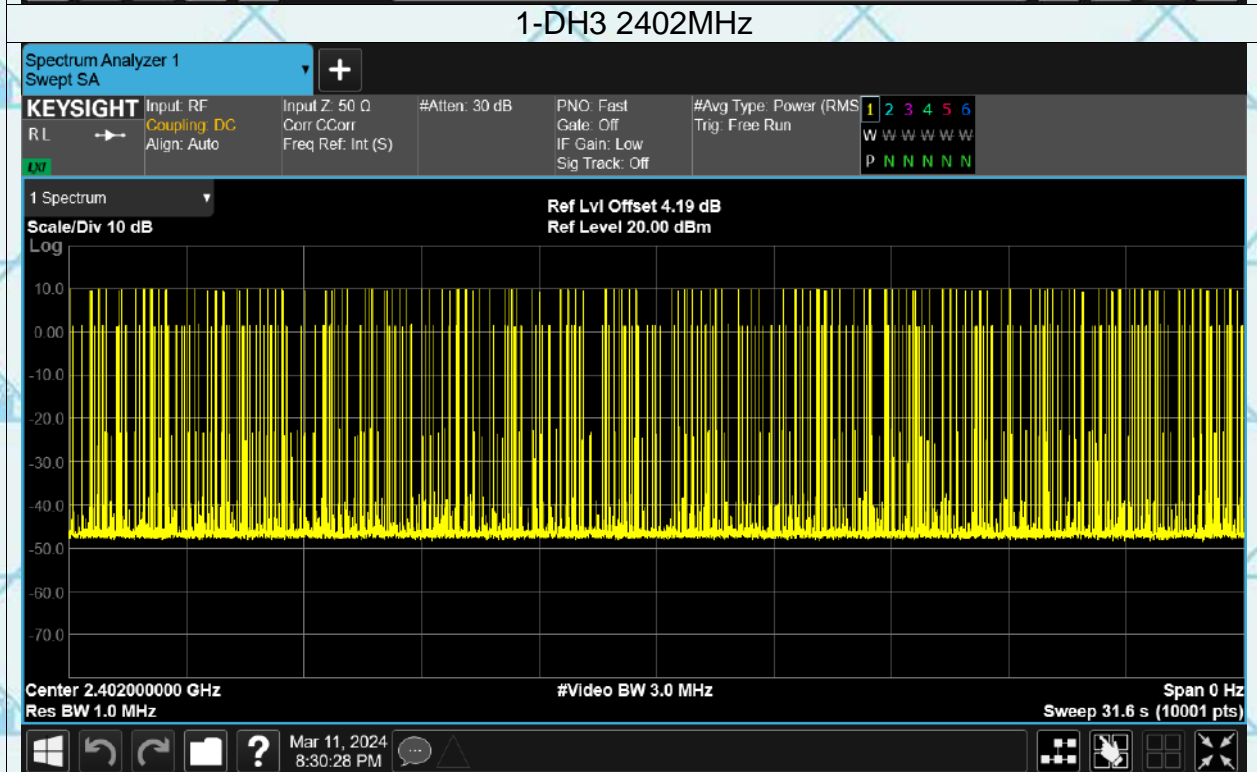 1-DH3 2402MHz
Spectrum Analyzer 1
Swept SA
KEYSIGHT
R L
LXI
Input: RF
Coupling: DC
Align: Auto
Input Z: 50 Ω
Corr CCorr
Freq Ref: Int (S)
#Atten: 30 dB
PNO: Fast
Gate: Off
IF Gain: Low
Sig Track: Off
#Avg Type: Power (RMS
Trig: Free Run
1 2 3 4 5 6
W W W W W W
P N N N N N
1 Spectrum
Scale/Div 10 dB
Ref Lvl Offset 4.19 dB
Ref Level 20.00 dBm
Log
10.0
0.00
-10.0
-20.0
-30.0
-40.0
-50.0
-60.0
-70.0
Center 2.402000000 GHz
#Video BW 3.0 MHz
Span 0 Hz
Res BW 1.0 MHz
Sweep 31.6 s (10001 pts)
?
Mar 11, 2024
8:30:28 PM